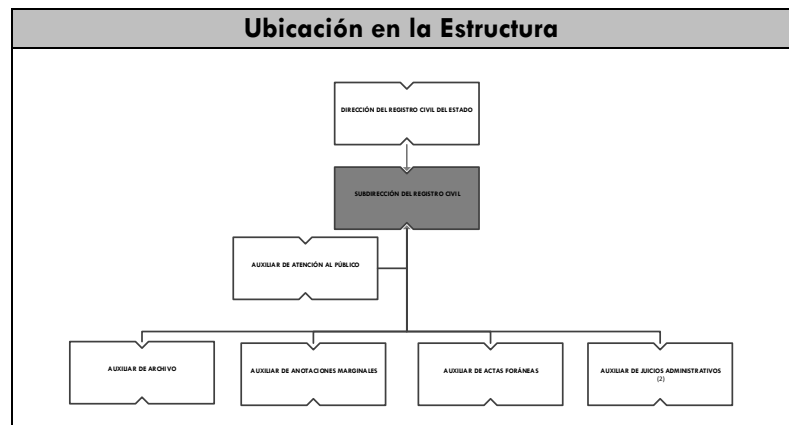 Ubicación en la Estructura
DIRECCIÓN DEL REGISTRO CIVIL DEL ESTADO
SUBDIRECCIÓN DEL REGISTRO CIVIL
AUXILIAR DE ATENCIÓN AL PÚBLICO
AUXILIAR DE ARCHIVO
AUXILIAR DE ANOTACIONES MARGINALES
AUXILIAR DE ACTAS FORÁNEAS
AUXILIAR DE JUICIOS ADMINISTRATIVOS
(2)